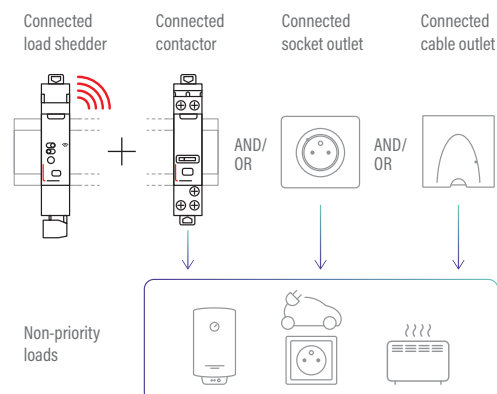 Connected
load shedder
Connected
contactor
Connected
socket outlet
Connected
cable outlet
AND/
OR
AND/
OR
Non-priority
loads